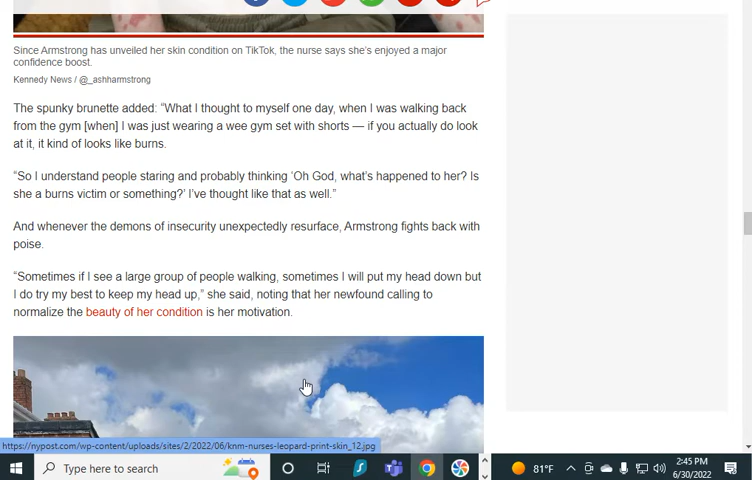 Since Armstrong has unveiled her skin condition on TikTok, the nurse says she's enjoyed a major
confidence boost.
Kennedy News / @_ashharmstrong
The spunky brunette added: “What I thought to myself one day, when I was walking back
from the gym [when] I was just wearing a wee gym set with shorts — if you actually do look
at it, it kind of looks like burns.
“So I understand people staring and probably thinking ‘Oh God, what’s happened to her? Is
she a burns victim or something?’ I’ve thought like that as well.”
And whenever the demons of insecurity unexpectedly resurface, Armstrong fights back with
poise.
“Sometimes if I see a large group of people walking, sometimes I will put my head down but
I do try my best to keep my head up,” she said, noting that her newfound calling to
normalize the beauty of her condition is her motivation.
https://nypost.com/wp-content/uploads/sites/2/2022/06/knm-nurses-leopard-print-skin_12.jpg
Type here to search
81°F
2:45 PM
6/30/2022